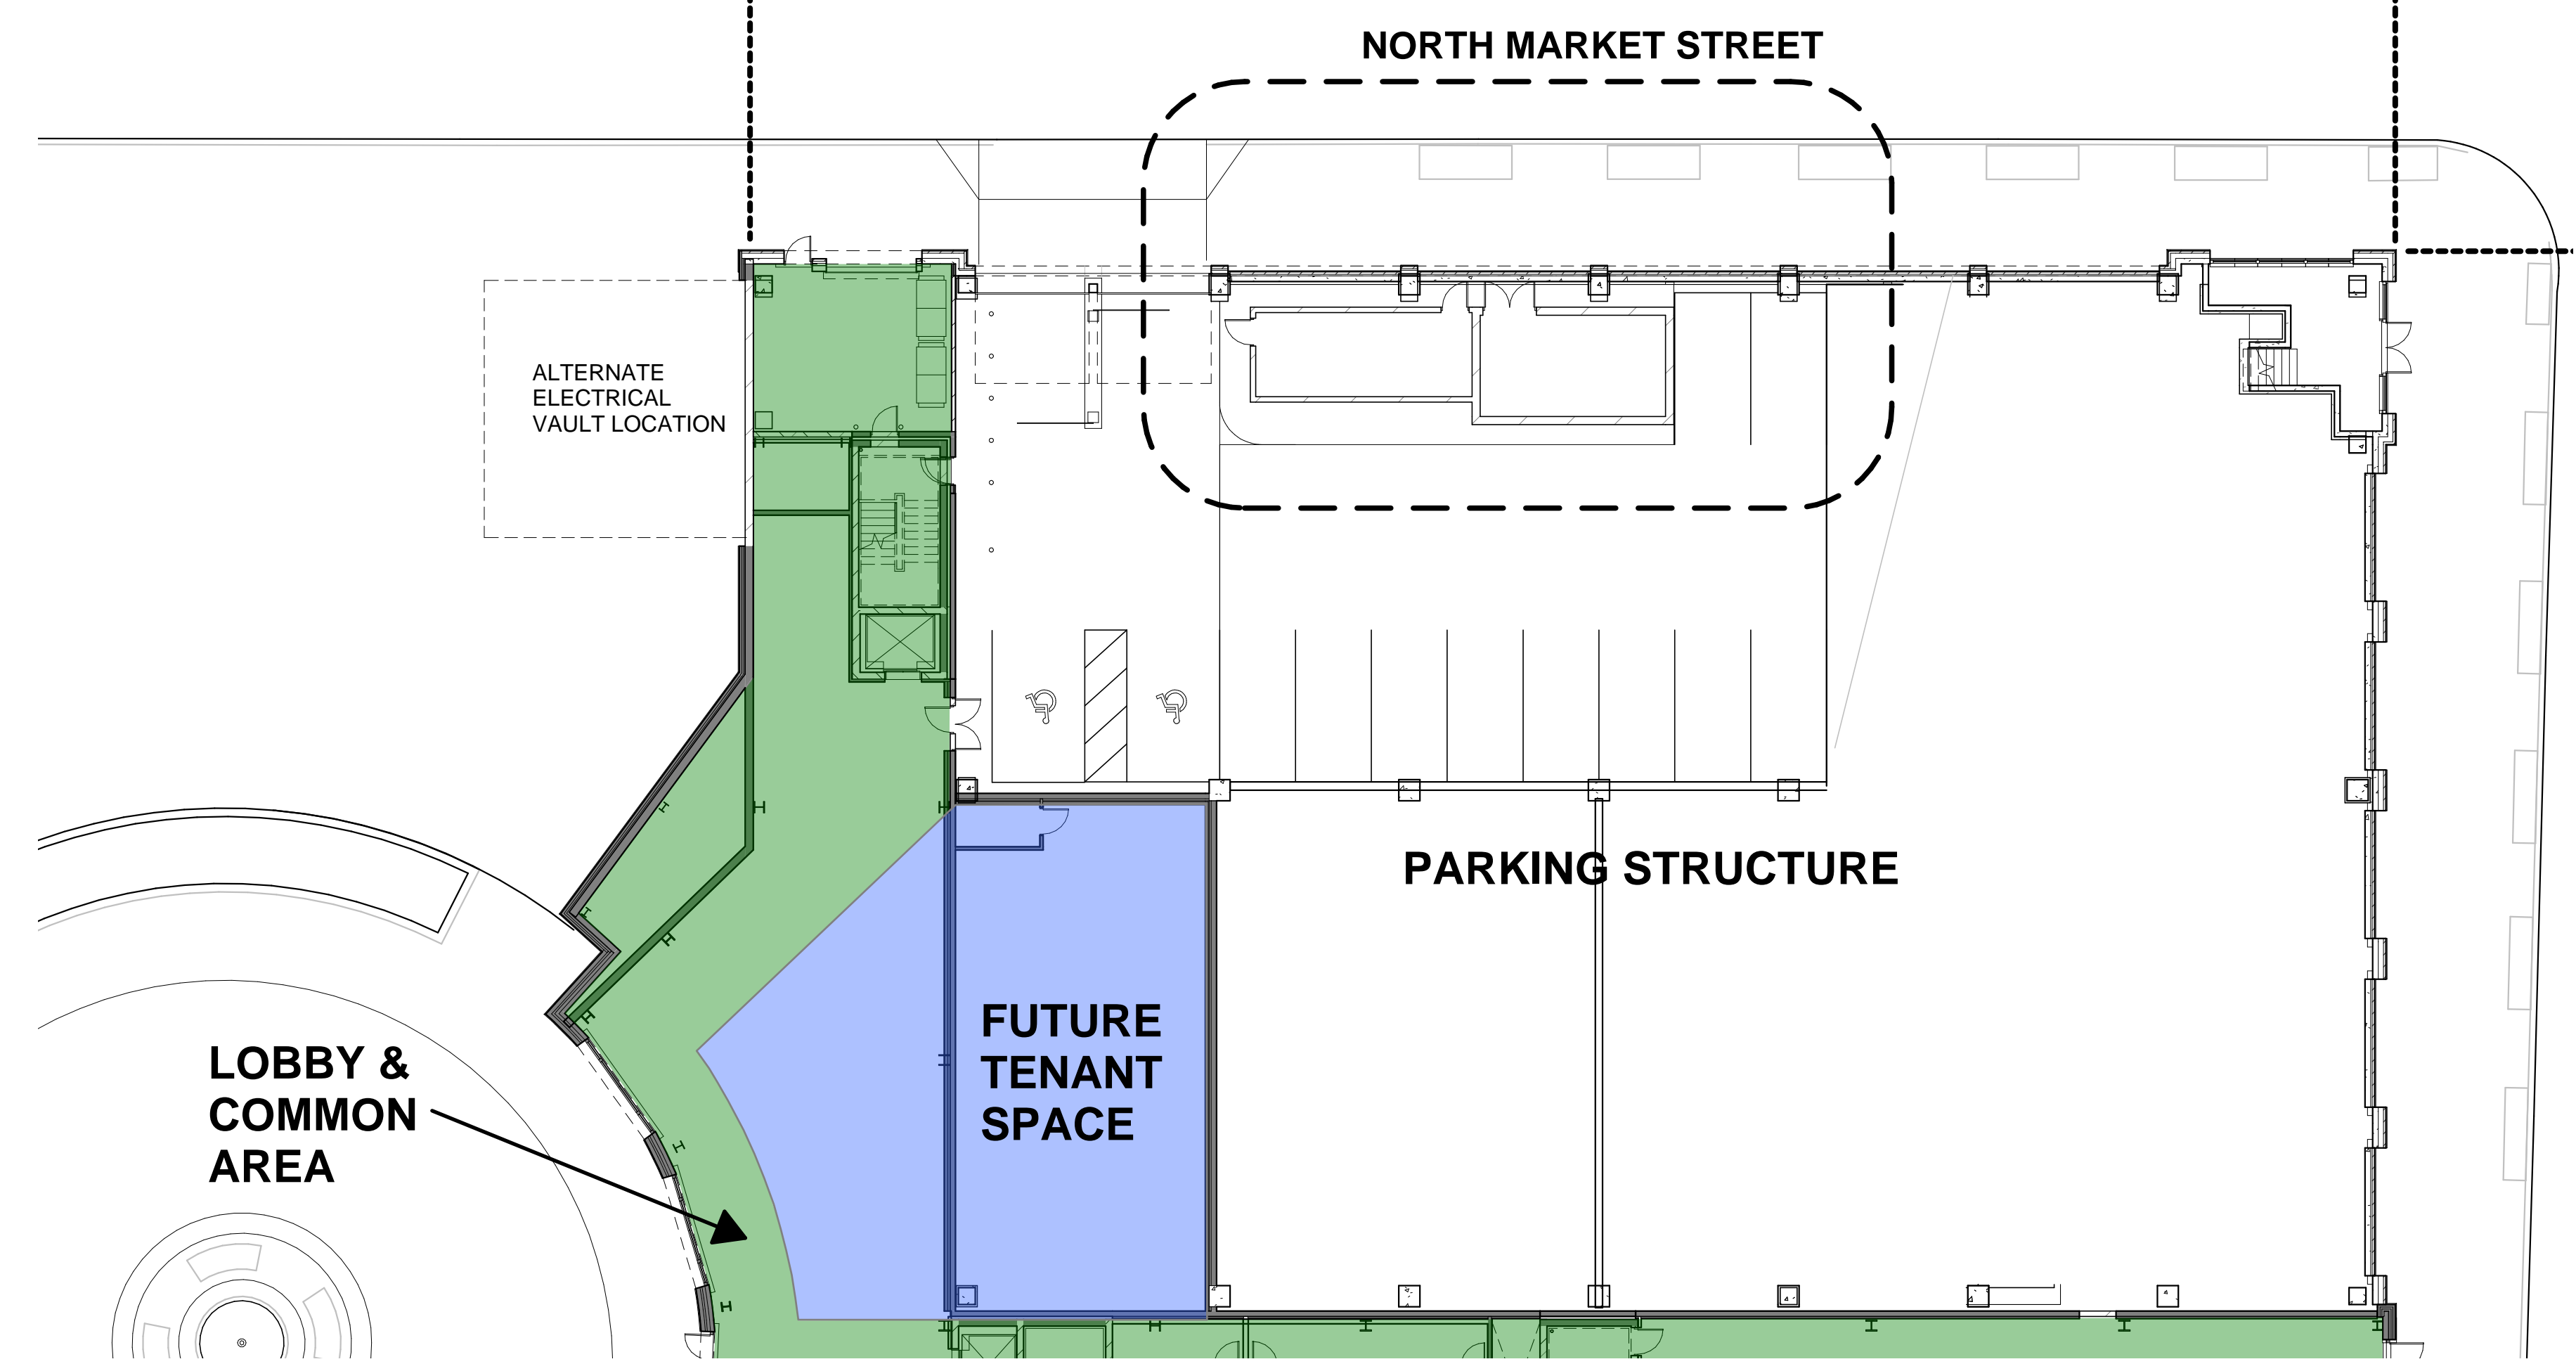 NORTH MARKET STREET
ALTERNATE
ELECTRICAL
VAULT LOCATION
PARKING STRUCTURE
FUTURE
TENANT
SPACE
LOBBY &
COMMON
AREA